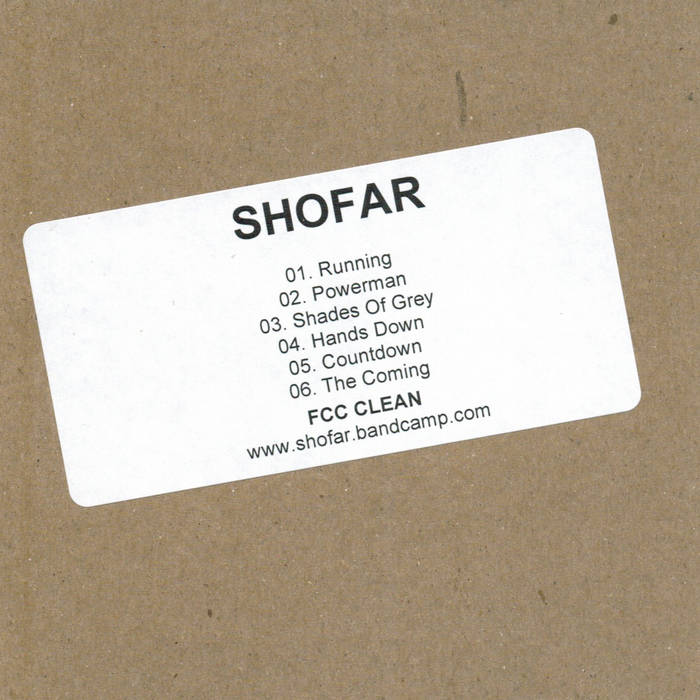 SHOFAR
01. Running
02. Powerman
03. Shades Of Grey
04. Hands Down
05. Countdown
06. The Coming
FCC CLEAN
www.shofar.bandcamp.com